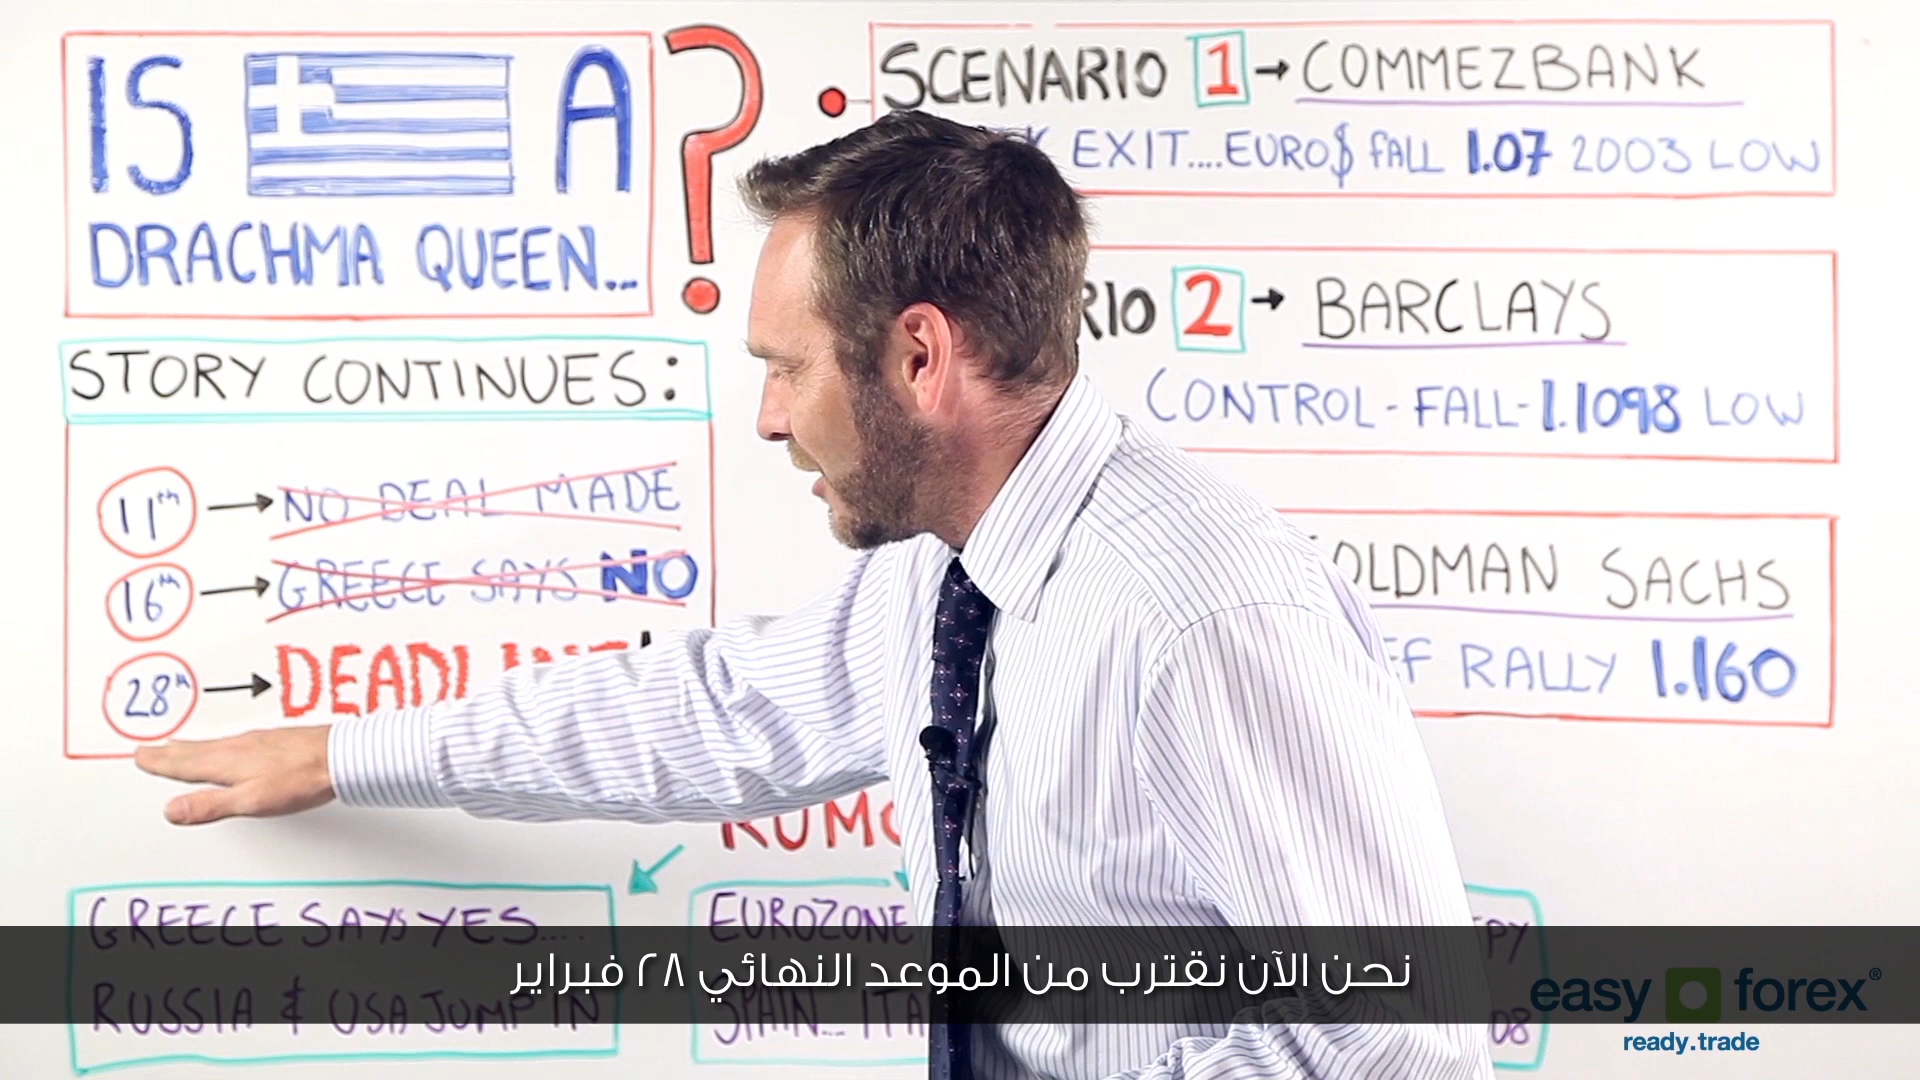 IS A ?
DRACHMA QUEEN...
STORY CONTINUES:
11th → NO DEAL MADE
16th → GREECE SAYS NO
28th →
SCENARIO 1 → COMMEZBANK
EXIT....EURO$ FALL 1.07 2003 LOW
2 → BARCLAYS
CONTROL - FALL - 1.1098 LOW
SACHS
RALLY 1.160
GREECE SAYS YES....
RUSSIA & USA JUMP IN
EUROZONE
SPAIN...
نحن الآن نقترب من الموعد النهائي ٢٨ فبراير
easy forex®
ready.trade